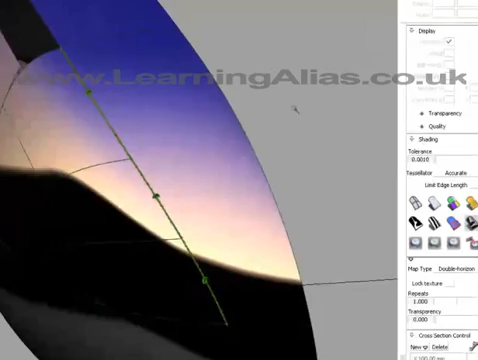 Display
www.LearningAlias.co.uk
Transparency
Quality
Shading
Tolerance
0.0010
Tessellator Accurate
Limit Edge Length
Map Type Double-horizon
Lock texture
Repeats
1.000
Transparency
0.000
Cross Section Control
New Delete